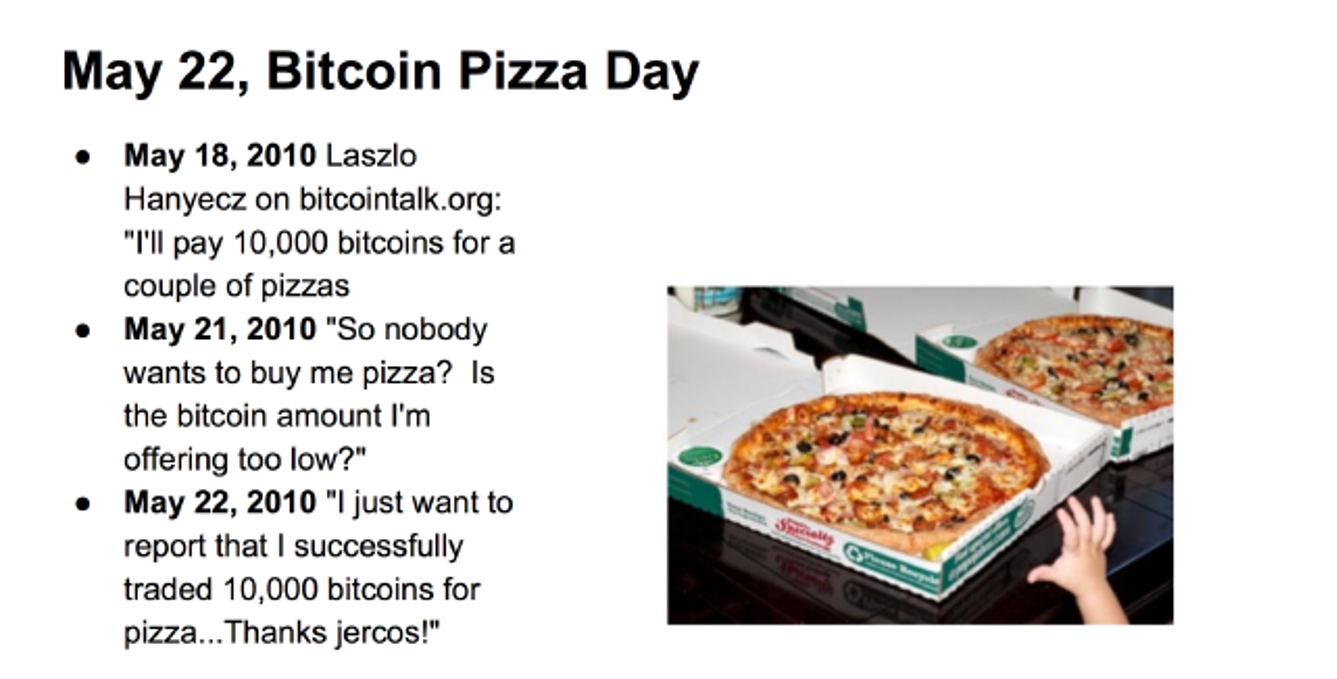 May 22, Bitcoin Pizza Day
● May 18, 2010 Laszlo
Hanyecz on bitcointalk.org:
"I'll pay 10,000 bitcoins for a
couple of pizzas
● May 21, 2010 "So nobody
wants to buy me pizza?  Is
the bitcoin amount I'm
offering too low?"
● May 22, 2010 "I just want to
report that I successfully
traded 10,000 bitcoins for
pizza...Thanks jercos!"
Specialty
Please Recycle